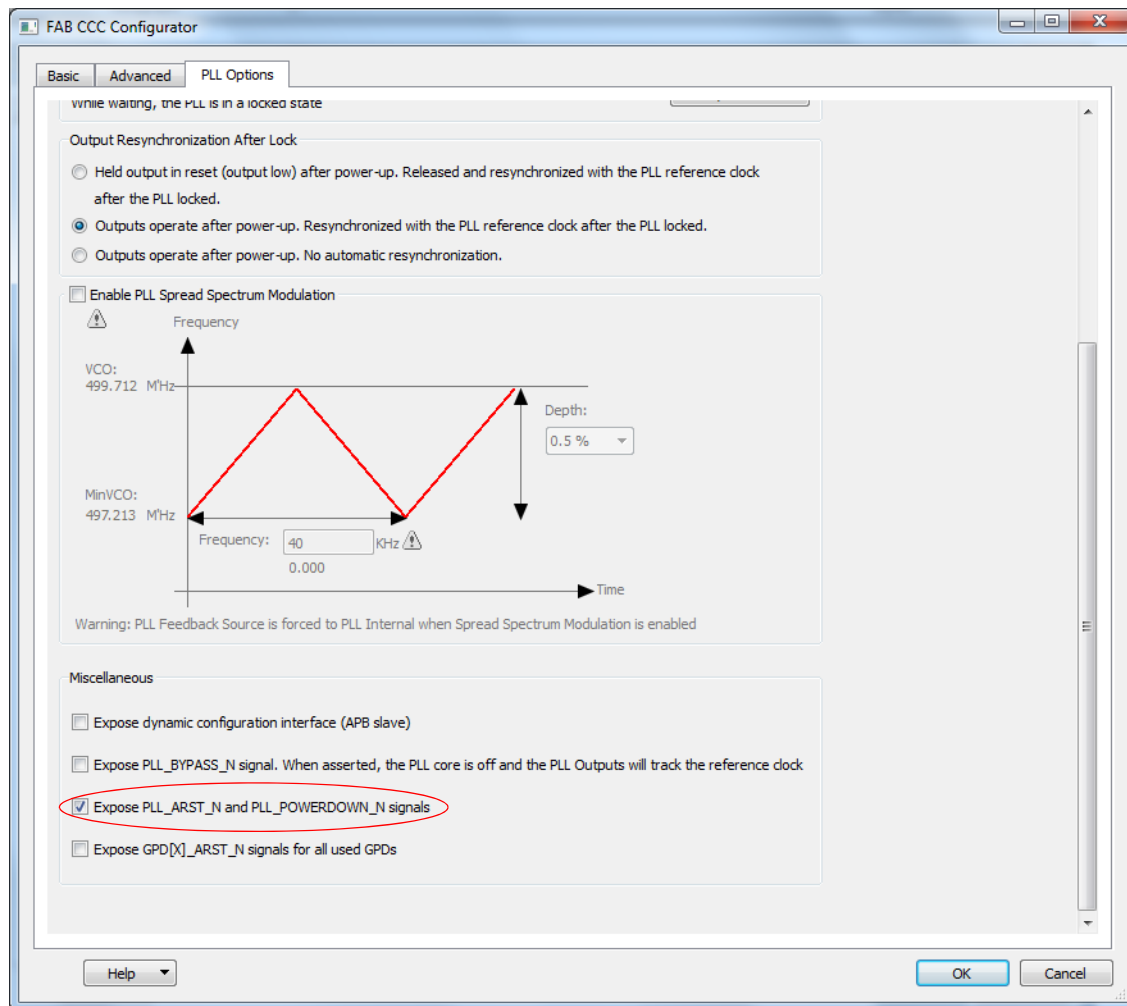 FAB CCC Configurator
Basic
Advanced
PLL Options
While waiting, the PLL is in a locked state
Output Resynchronization After Lock
Held output in reset (output low) after power-up. Released and resynchronized with the PLL reference clock
after the PLL locked.
Outputs operate after power-up. Resynchronized with the PLL reference clock after the PLL locked.
Outputs operate after power-up. No automatic resynchronization.
Enable PLL Spread Spectrum Modulation
Frequency
VCO:
499.712 M'Hz
Depth:
0.5 %
MinVCO:
497.213 M'Hz
Frequency: 40 KHz
0.000
Time
Warning: PLL Feedback Source is forced to PLL Internal when Spread Spectrum Modulation is enabled
Miscellaneous
Expose dynamic configuration interface (APB slave)
Expose PLL_BYPASS_N signal. When asserted, the PLL core is off and the PLL Outputs will track the reference clock
Expose PLL_ARST_N and PLL_POWERDOWN_N signals
Expose GPD[X]_ARST_N signals for all used GPDs
Help
OK
Cancel